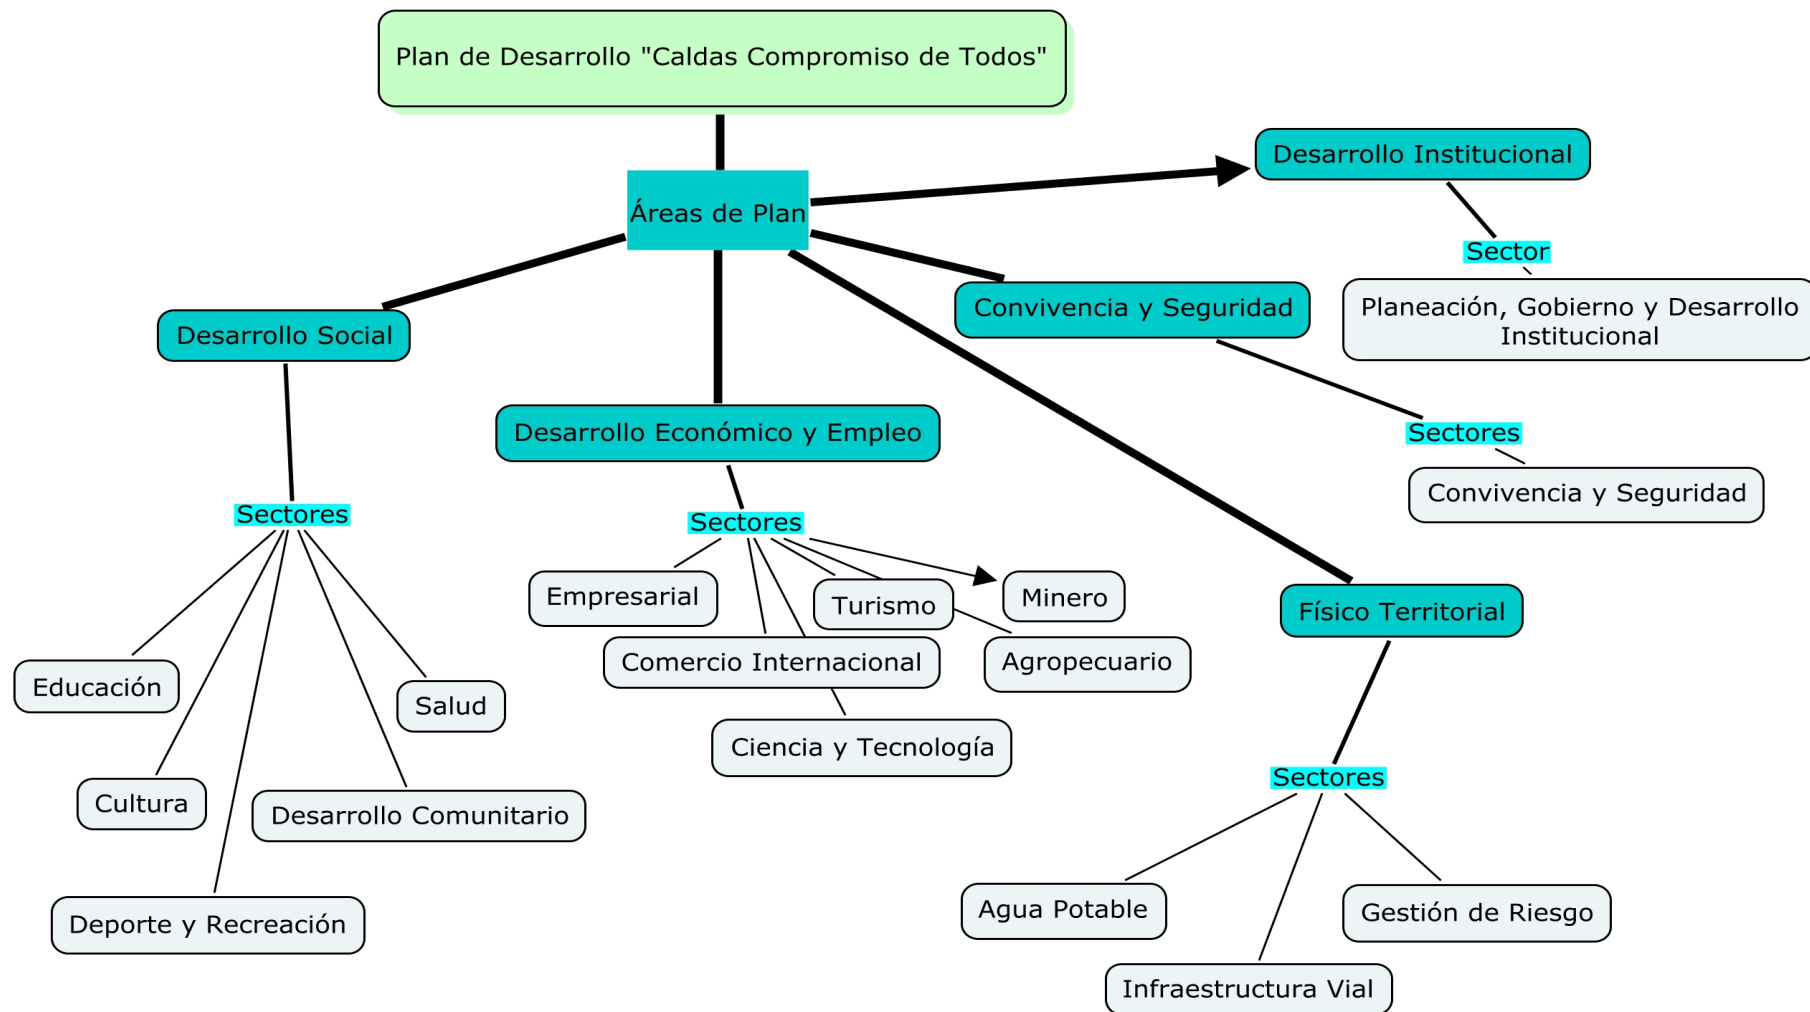 Plan de Desarrollo "Caldas Compromiso de Todos"
Áreas de Plan
Desarrollo Institucional
Sector
Planeación, Gobierno y Desarrollo
Institucional
Convivencia y Seguridad
Sectores
Convivencia y Seguridad
Desarrollo Social
Sectores
Educación
Salud
Cultura
Desarrollo Comunitario
Deporte y Recreación
Desarrollo Económico y Empleo
Sectores
Empresarial
Turismo
Minero
Comercio Internacional
Agropecuario
Ciencia y Tecnología
Físico Territorial
Sectores
Agua Potable
Gestión de Riesgo
Infraestructura Vial